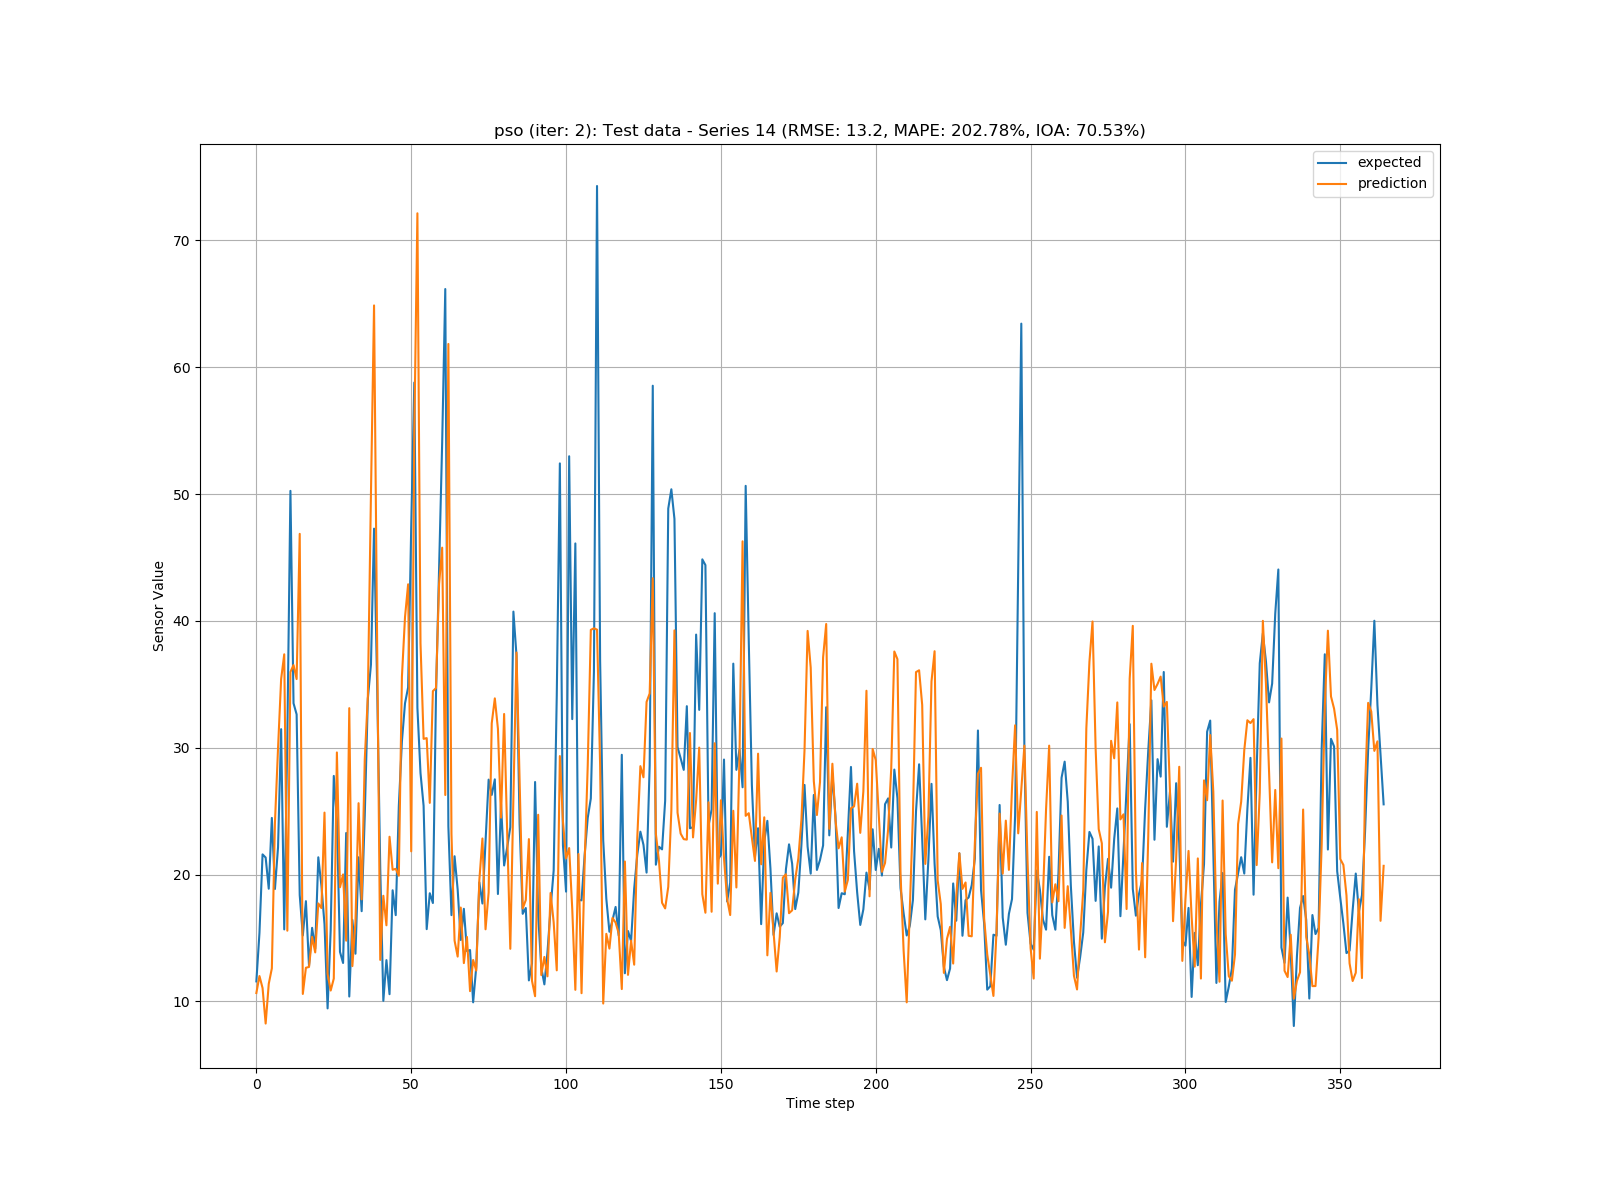 pso (iter: 2): Test data - Series 14 (RMSE: 13.2, MAPE: 202.78%, IOA: 70.53%)
expected
prediction
70
60
50
40
30
20
10
Sensor Value
0 50 100 150 200 250 300 350
Time step